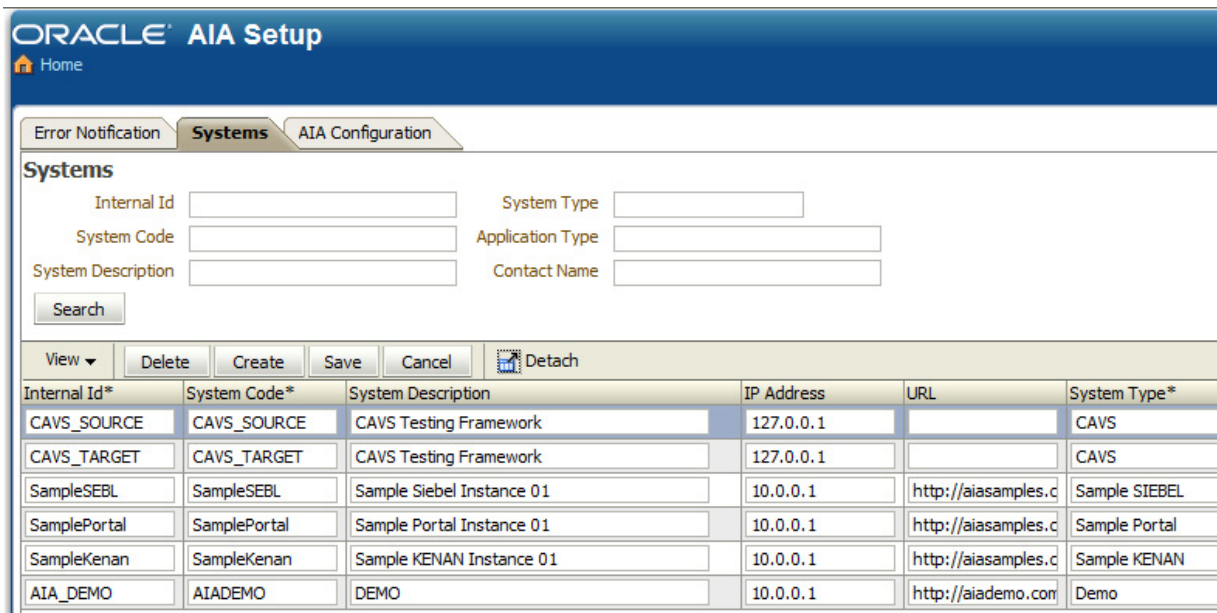 ORACLE AIA Setup
Home
Error Notification Systems AIA Configuration
Systems
Internal Id System Type
System Code Application Type
System Description Contact Name
Search
View Delete Create Save Cancel Detach
Internal Id* System Code* System Description IP Address URL System Type*
CAVS_SOURCE CAVS_SOURCE CAVS Testing Framework 127.0.0.1 CAVS
CAVS_TARGET CAVS_TARGET CAVS Testing Framework 127.0.0.1 CAVS
SampleSEBL SampleSEBL Sample Siebel Instance 01 10.0.0.1 http://aiasamples.c Sample SIEBEL
SamplePortal SamplePortal Sample Portal Instance 01 10.0.0.1 http://aiasamples.c Sample Portal
SampleKenan SampleKenan Sample KENAN Instance 01 10.0.0.1 http://aiasamples.c Sample KENAN
AIA_DEMO AIADEMO DEMO 10.0.0.1 http://aiademo.com Demo